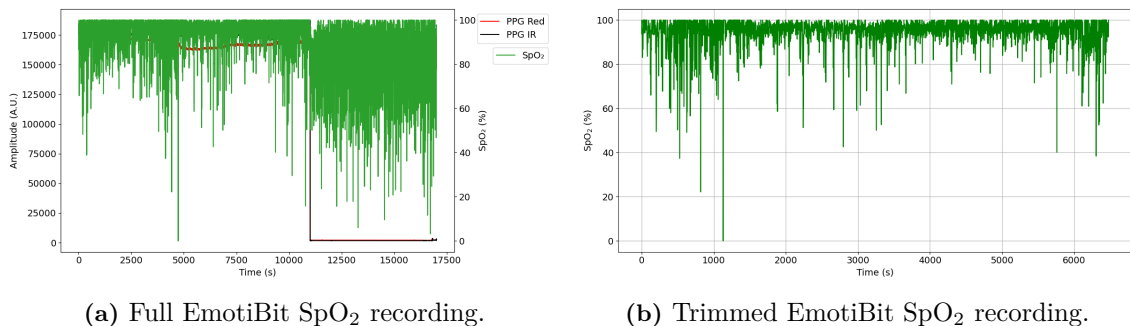 175000
150000
125000
100000
75000
50000
25000
0
Amplitude (A.U.)
0 2500 5000 7500 10000 12500 15000 17500
Time (s)
100
80
60
40
20
0
SpO₂ (%)
PPG Red
PPG IR
SpO₂
(a) Full EmotiBit SpO₂ recording.
100
80
60
40
20
0
SpO₂ (%)
0 1000 2000 3000 4000 5000 6000
Time (s)
(b) Trimmed EmotiBit SpO₂ recording.